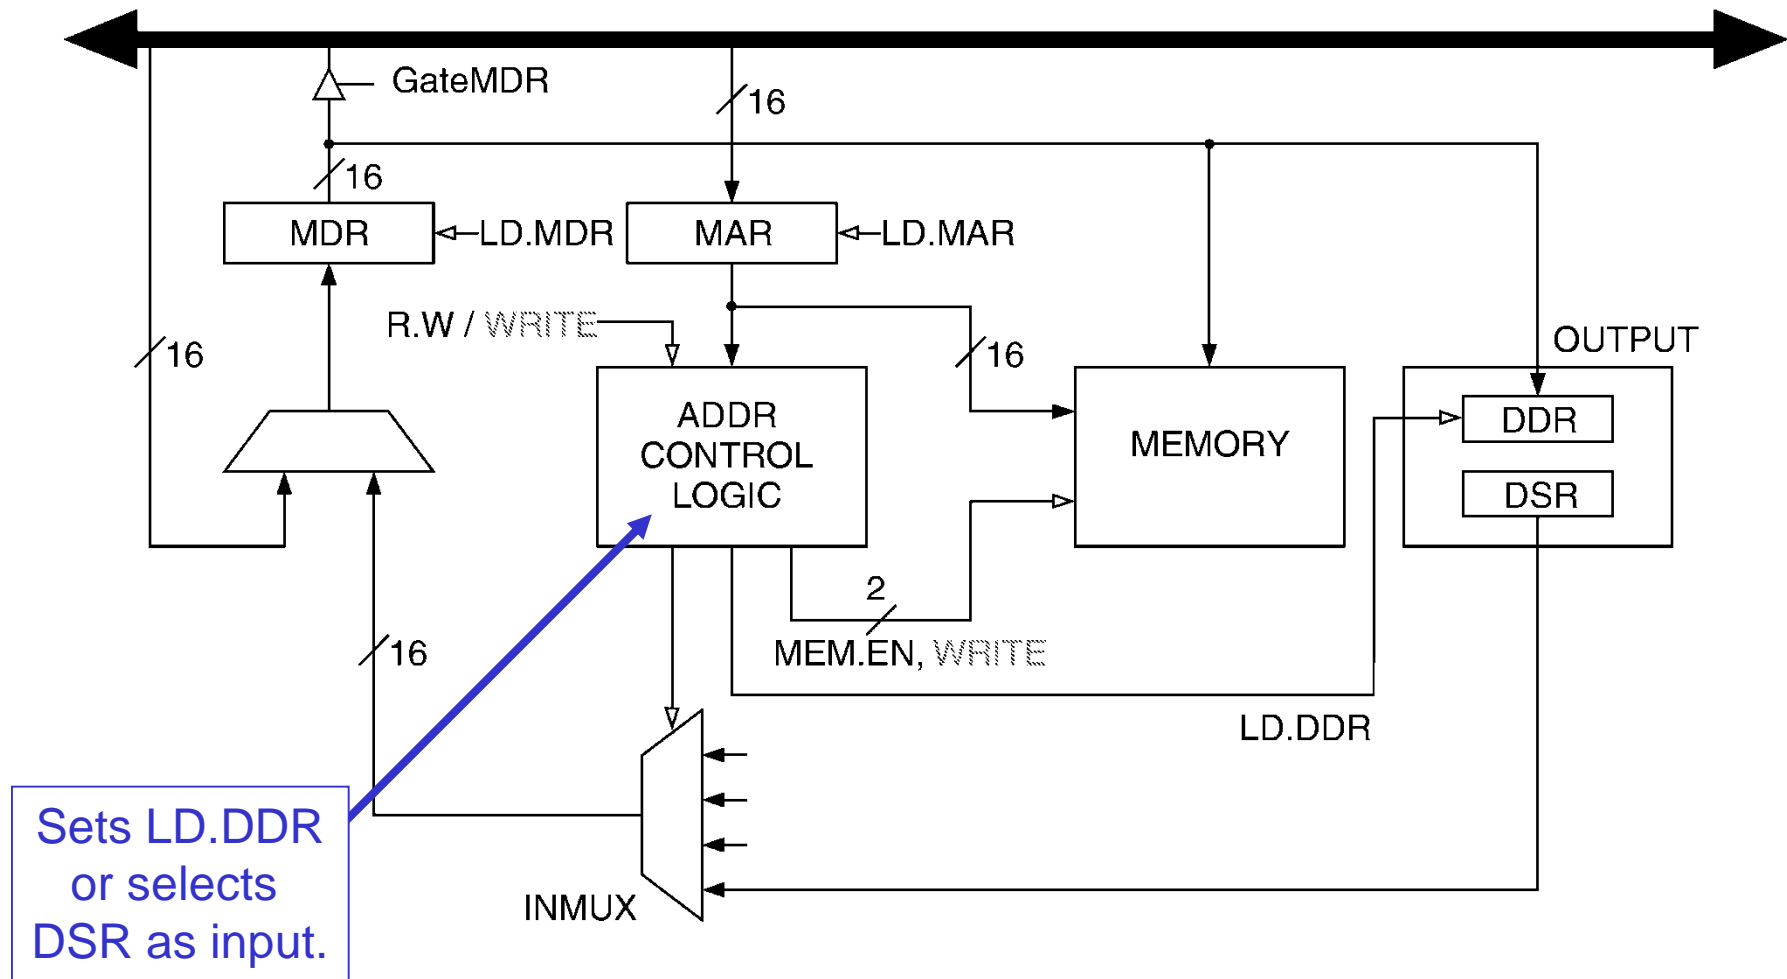 GateMDR
16
16
MDR
LD.MDR
MAR
LD.MAR
R.W / WRITE
16
16
OUTPUT
ADDR
CONTROL
LOGIC
MEMORY
DDR
DSR
2
16
MEM.EN, WRITE
LD.DDR
INMUX
Sets LD.DDR
or selects
DSR as input.